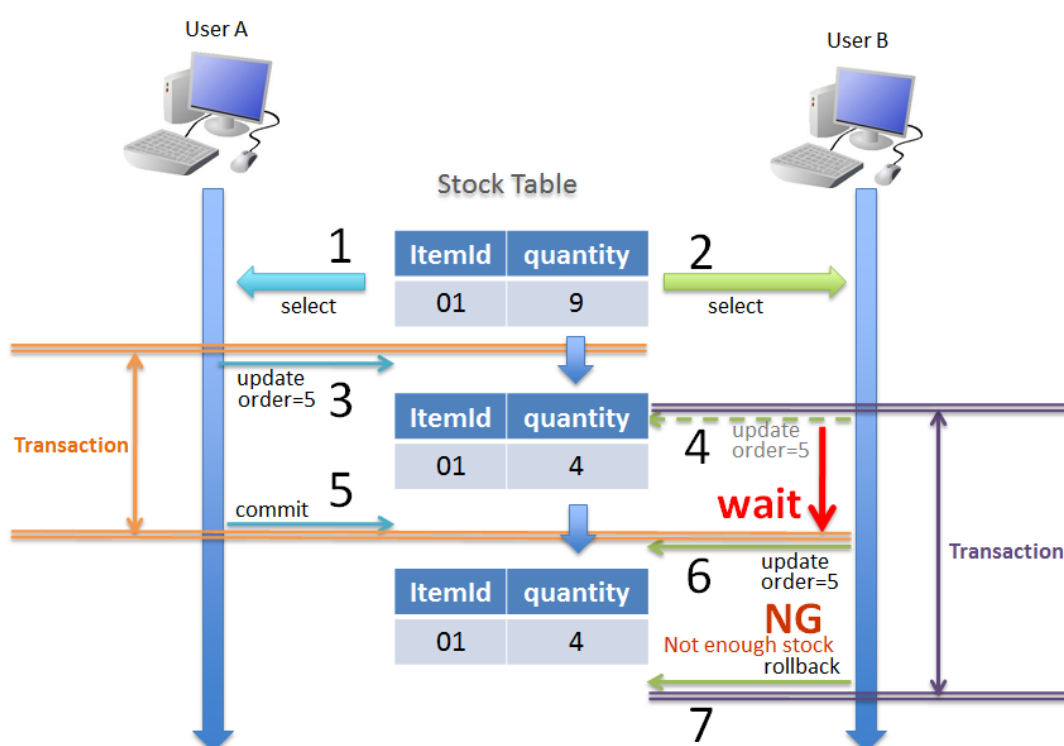 User A
User B
Stock Table
1
2
ItemId quantity
01 9
select
select
update
order=5
3
Transaction
ItemId quantity
01 4
4
update
order=5
wait
5
commit
Transaction
6
update
order=5
ItemId quantity
01 4
NG
Not enough stock
rollback
7